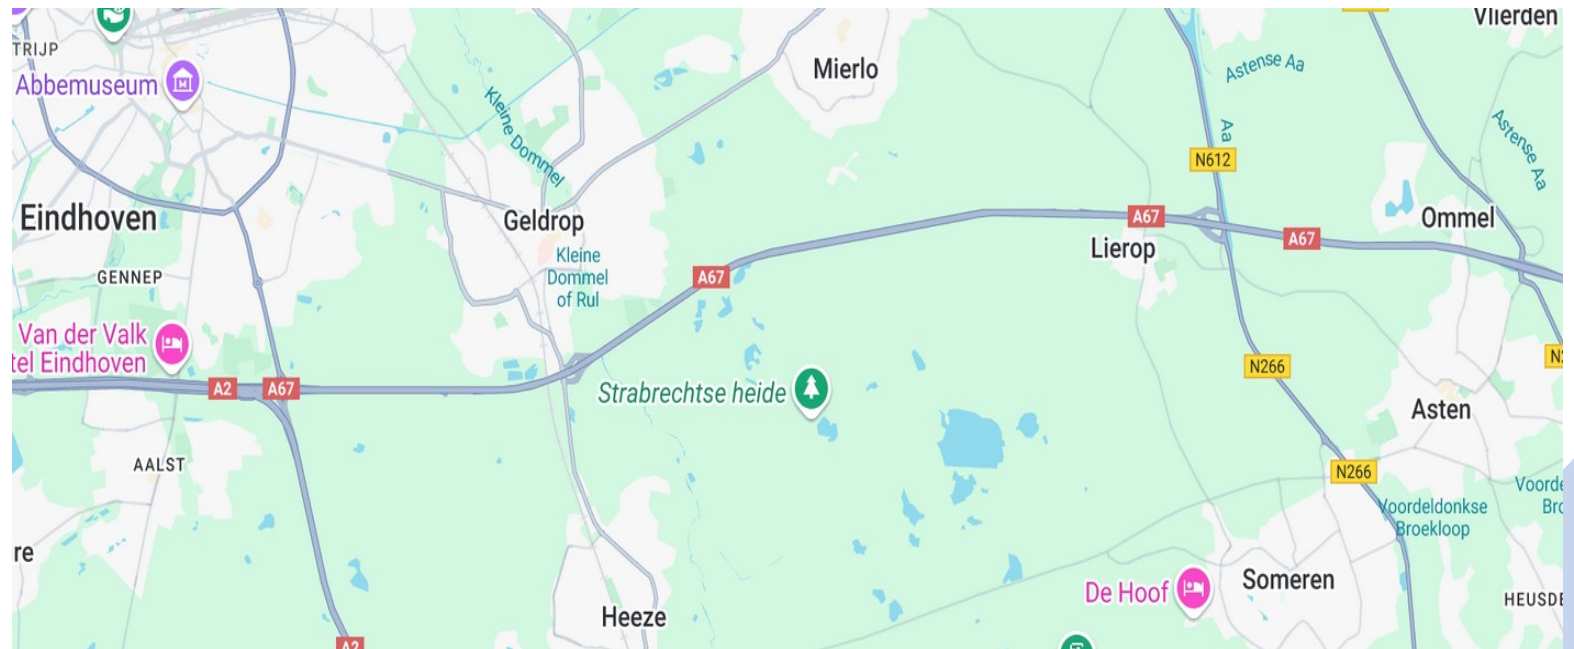 Vlierden
TRIJP
Abbemuseum
Mierlo
Astense Aa
Kleine Dommel
Aa
Astense Aa
N612
Eindhoven
Geldrop
A67
Ommel
A67
Lierop
Kleine
Dommel
of Rul
GENNEP
A67
Van der Valk
tel Eindhoven
N266
A2
A67
Strabrechtse heide
Asten
AALST
N266
Voordeldonkse
Broekloop
re
De Hoof
Someren
Heeze
A2